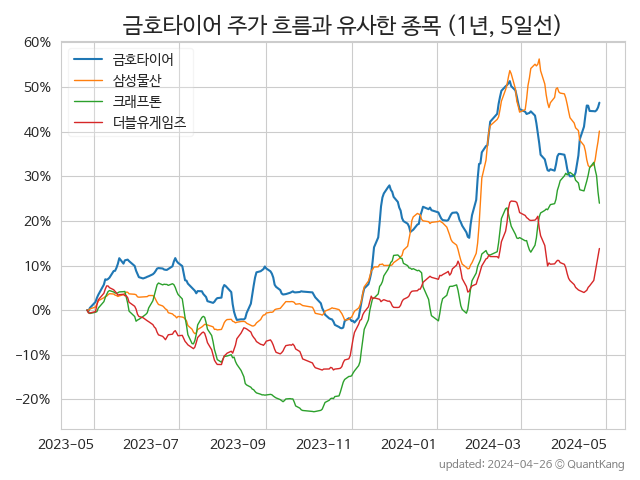 금호타이어 주가 흐름과 유사한 종목 (1년, 5일선)
60%
50%
40%
30%
20%
10%
0%
−10%
−20%
금호타이어
삼성물산
크래프톤
더블유게임즈
2023-05 2023-07 2023-09 2023-11 2024-01 2024-03 2024-05
updated: 2024-04-26 © QuantKang